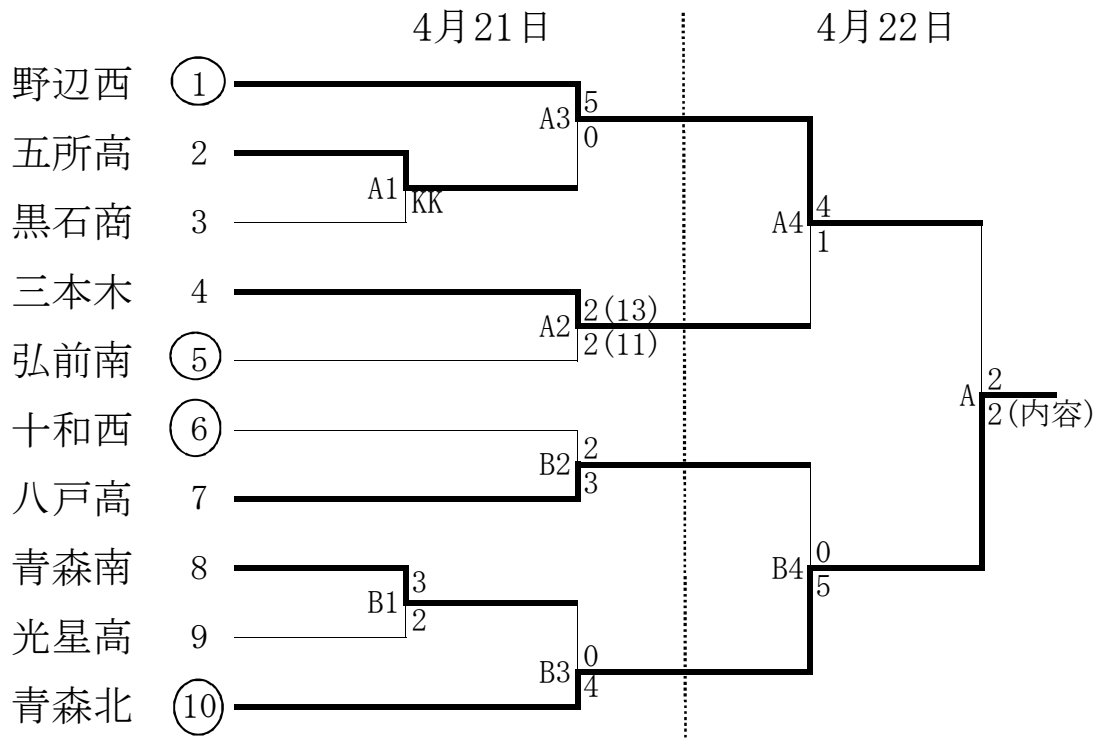 4月21日 4月22日
野辺西 1
5
A3
0
五所高 2
A1
KK
黒石商 3
4
A4
1
三本木 4
2(13)
A2
2(11)
弘前南 5
2
A
2(内容)
十和西 6
2
B2
3
八戸高 7
青森南 8
3
B1
2
0
B4
5
光星高 9
0
B3
4
青森北 10